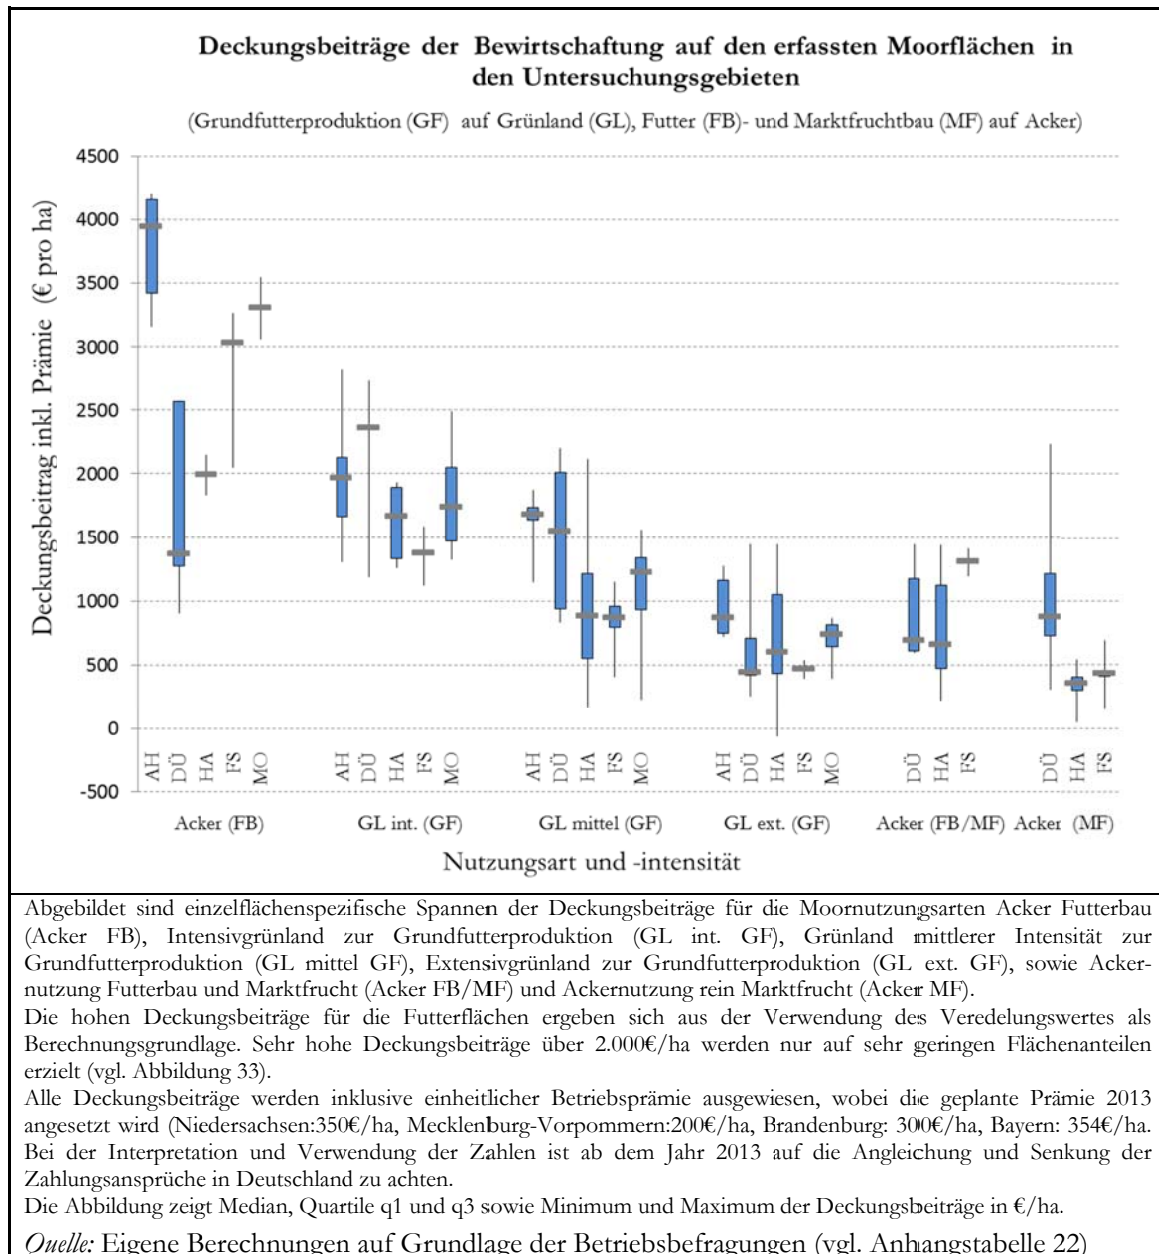 Deckungsbeiträge der Bewirtschaftung auf den erfassten Moorflächen in
den Untersuchungsgebieten
(Grundfutterproduktion (GF) auf Grünland (GL), Futter (FB)- und Marktfruchtbau (MF) auf Acker)
Deckungsbeitrag inkl. Prämie (€ pro ha)
4500
4000
3500
3000
2500
2000
1500
1000
500
0
-500
AH DÜ HA FS MO AH DÜ HA FS MO AH DÜ HA FS MO AH DÜ HA FS MO DÜ HA FS DÜ HA FS
Acker (FB) GL int. (GF) GL mittel (GF) GL ext. (GF) Acker (FB/MF) Acker (MF)
Nutzungsart und -intensität
Abgebildet sind einzelflächenspezifische Spannen der Deckungsbeiträge für die Moornutzungsarten Acker Futterbau
(Acker FB), Intensivgrünland zur Grundfutterproduktion (GL int. GF), Grünland mittlerer Intensität zur
Grundfutterproduktion (GL mittel GF), Extensivgrünland zur Grundfutterproduktion (GL ext. GF), sowie Acker-
nutzung Futterbau und Marktfrucht (Acker FB/MF) und Ackernutzung rein Marktfrucht (Acker MF).
Die hohen Deckungsbeiträge für die Futterflächen ergeben sich aus der Verwendung des Veredelungswertes als
Berechnungsgrundlage. Sehr hohe Deckungsbeiträge über 2.000€/ha werden nur auf sehr geringen Flächenanteilen
erzielt (vgl. Abbildung 33).
Alle Deckungsbeiträge werden inklusive einheitlicher Betriebsprämie ausgewiesen, wobei die geplante Prämie 2013
angesetzt wird (Niedersachsen:350€/ha, Mecklenburg-Vorpommern:200€/ha, Brandenburg: 300€/ha, Bayern: 354€/ha.
Bei der Interpretation und Verwendung der Zahlen ist ab dem Jahr 2013 auf die Angleichung und Senkung der
Zahlungsansprüche in Deutschland zu achten.
Die Abbildung zeigt Median, Quartile q1 und q3 sowie Minimum und Maximum der Deckungsbeiträge in €/ha.
Quelle: Eigene Berechnungen auf Grundlage der Betriebsbefragungen (vgl. Anhangstabelle 22)